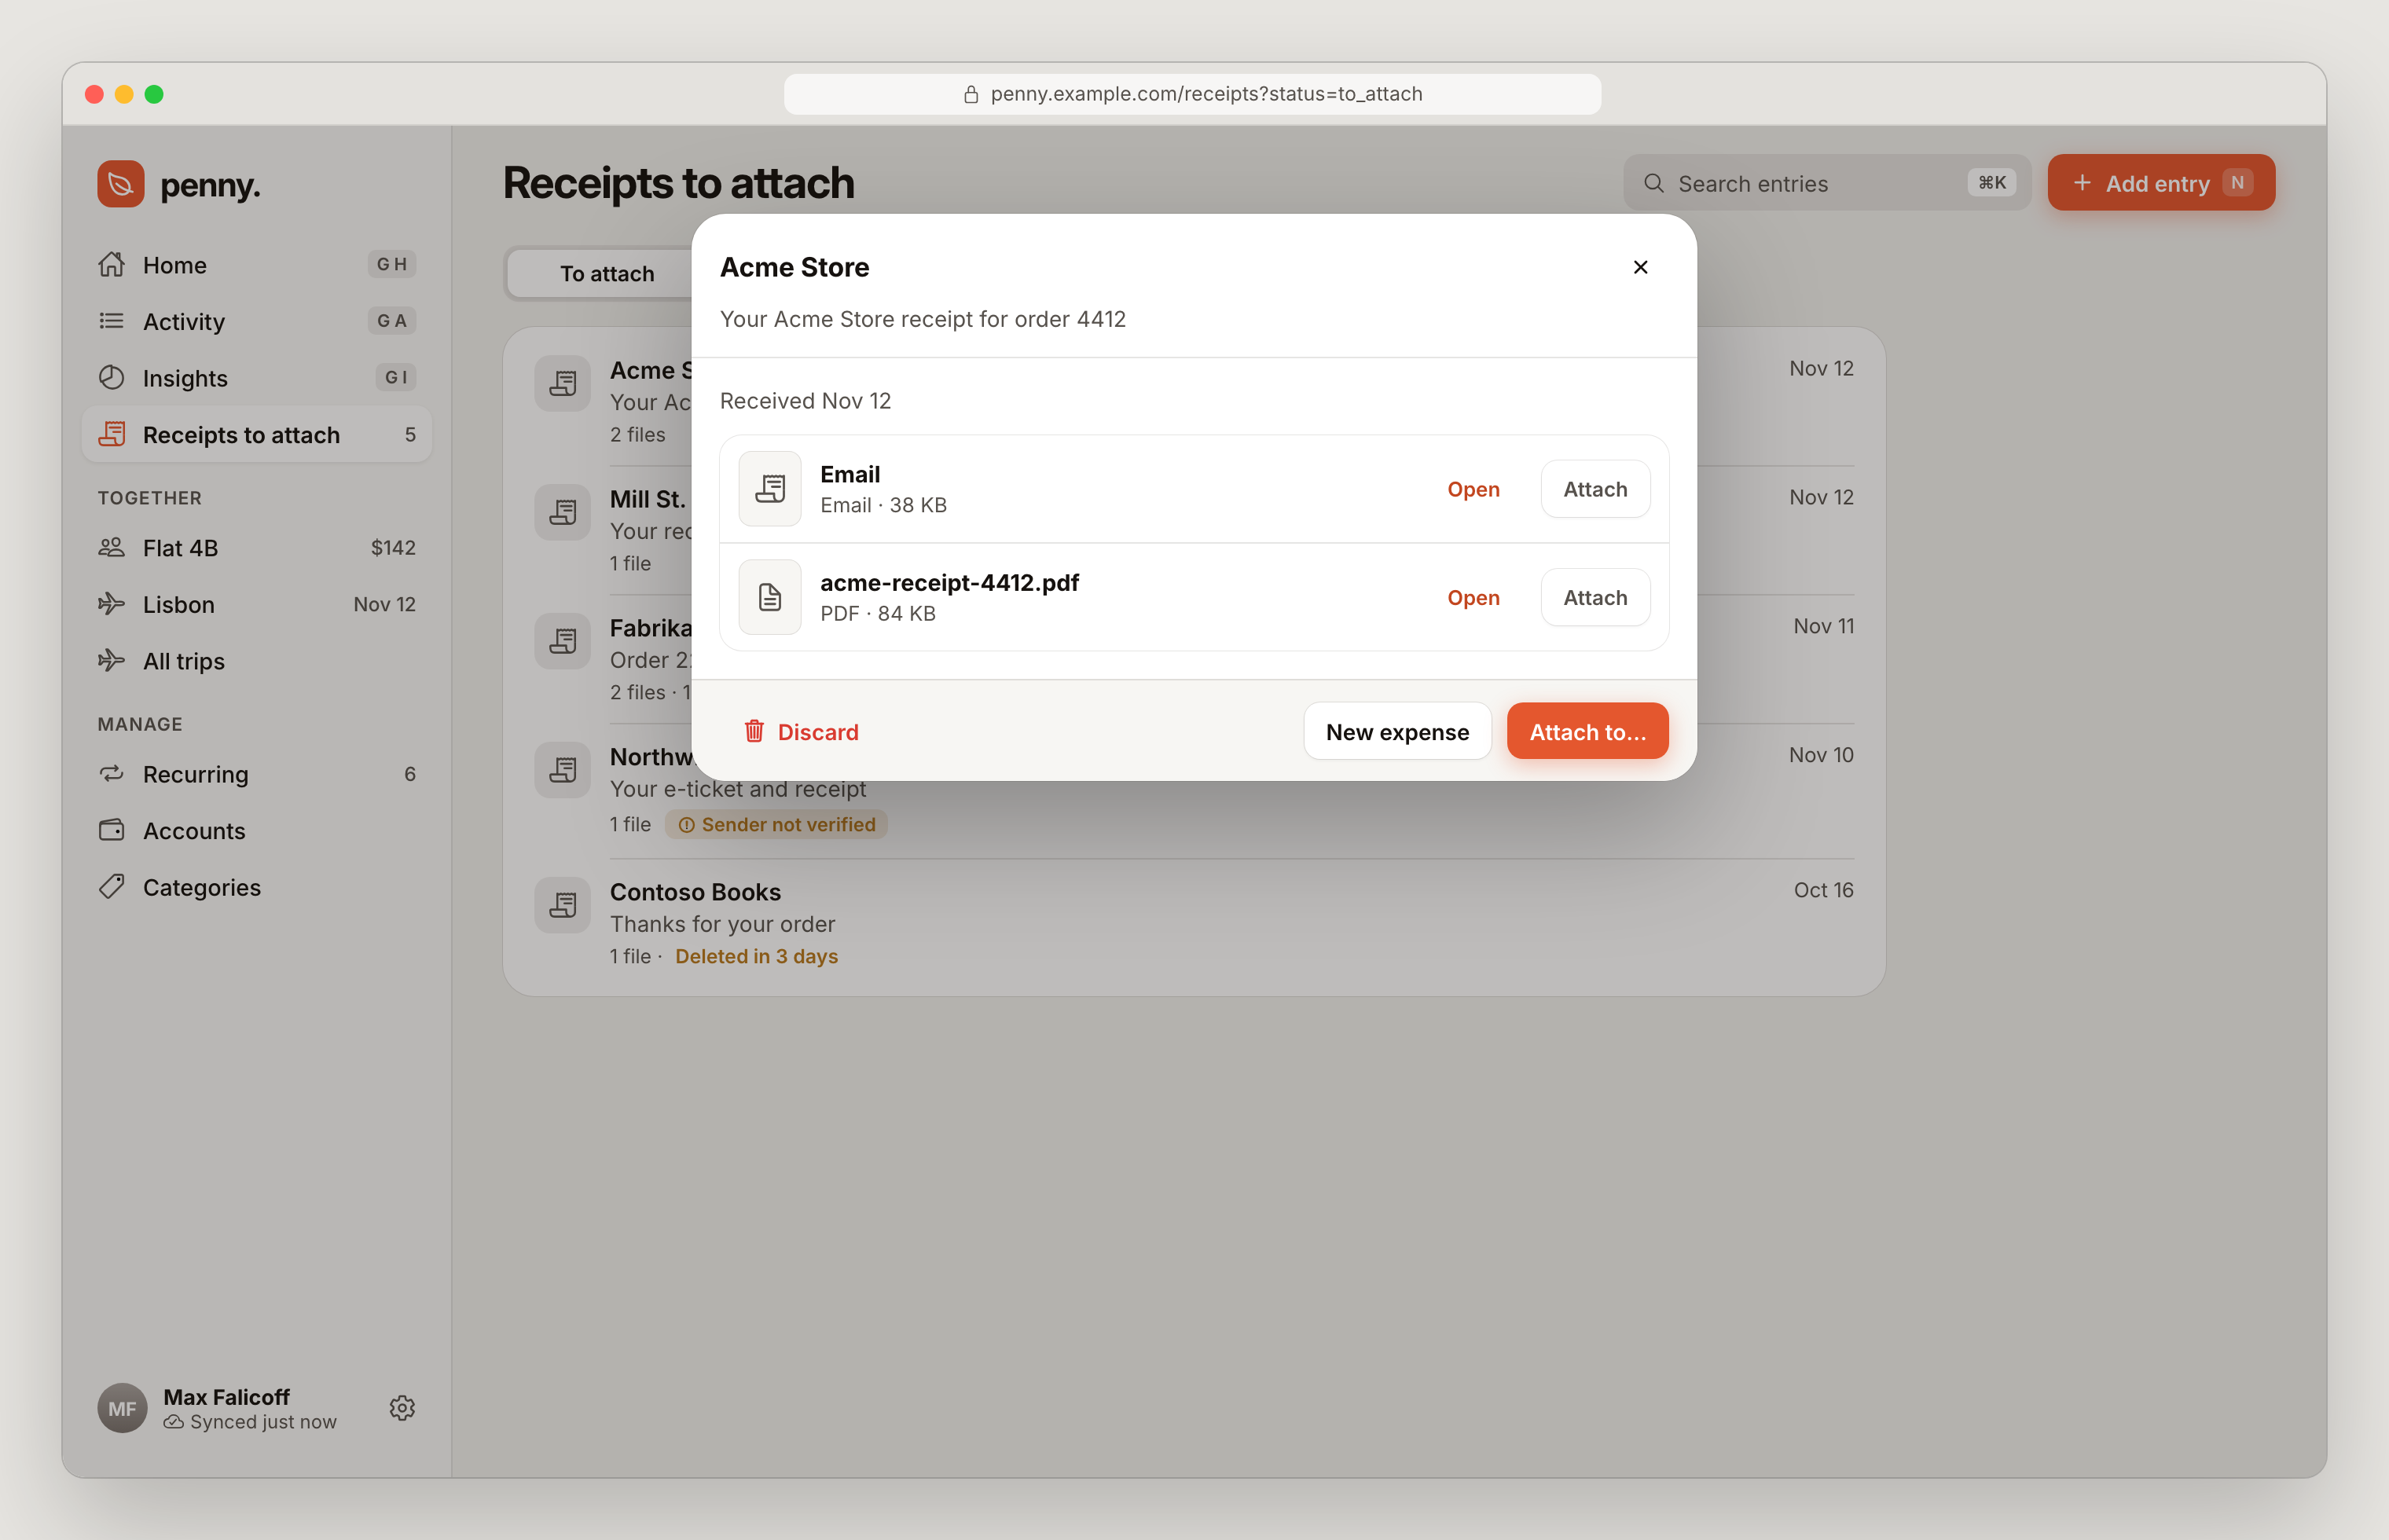 penny.example.com/receipts?status=to_attach
penny.
Home G H
Activity G A
Insights G I
Receipts to attach 5
TOGETHER
Flat 4B $142
Lisbon Nov 12
All trips
MANAGE
Recurring 6
Accounts
Categories
MF
Max Falicoff
Synced just now
Receipts to attach
Search entries ⌘K
+ Add entry N
To attach
Acme S
Nov 12
Your Ac
2 files
Mill St.
Nov 12
Your rec
1 file
Fabrika
Nov 11
Order 2
2 files · 1
Northw
Nov 10
Your e-ticket and receipt
1 file Sender not verified
Contoso Books
Oct 16
Thanks for your order
1 file · Deleted in 3 days
Acme Store
Your Acme Store receipt for order 4412
Received Nov 12
Email
Email · 38 KB
Open Attach
acme-receipt-4412.pdf
PDF · 84 KB
Open Attach
Discard
New expense
Attach to...